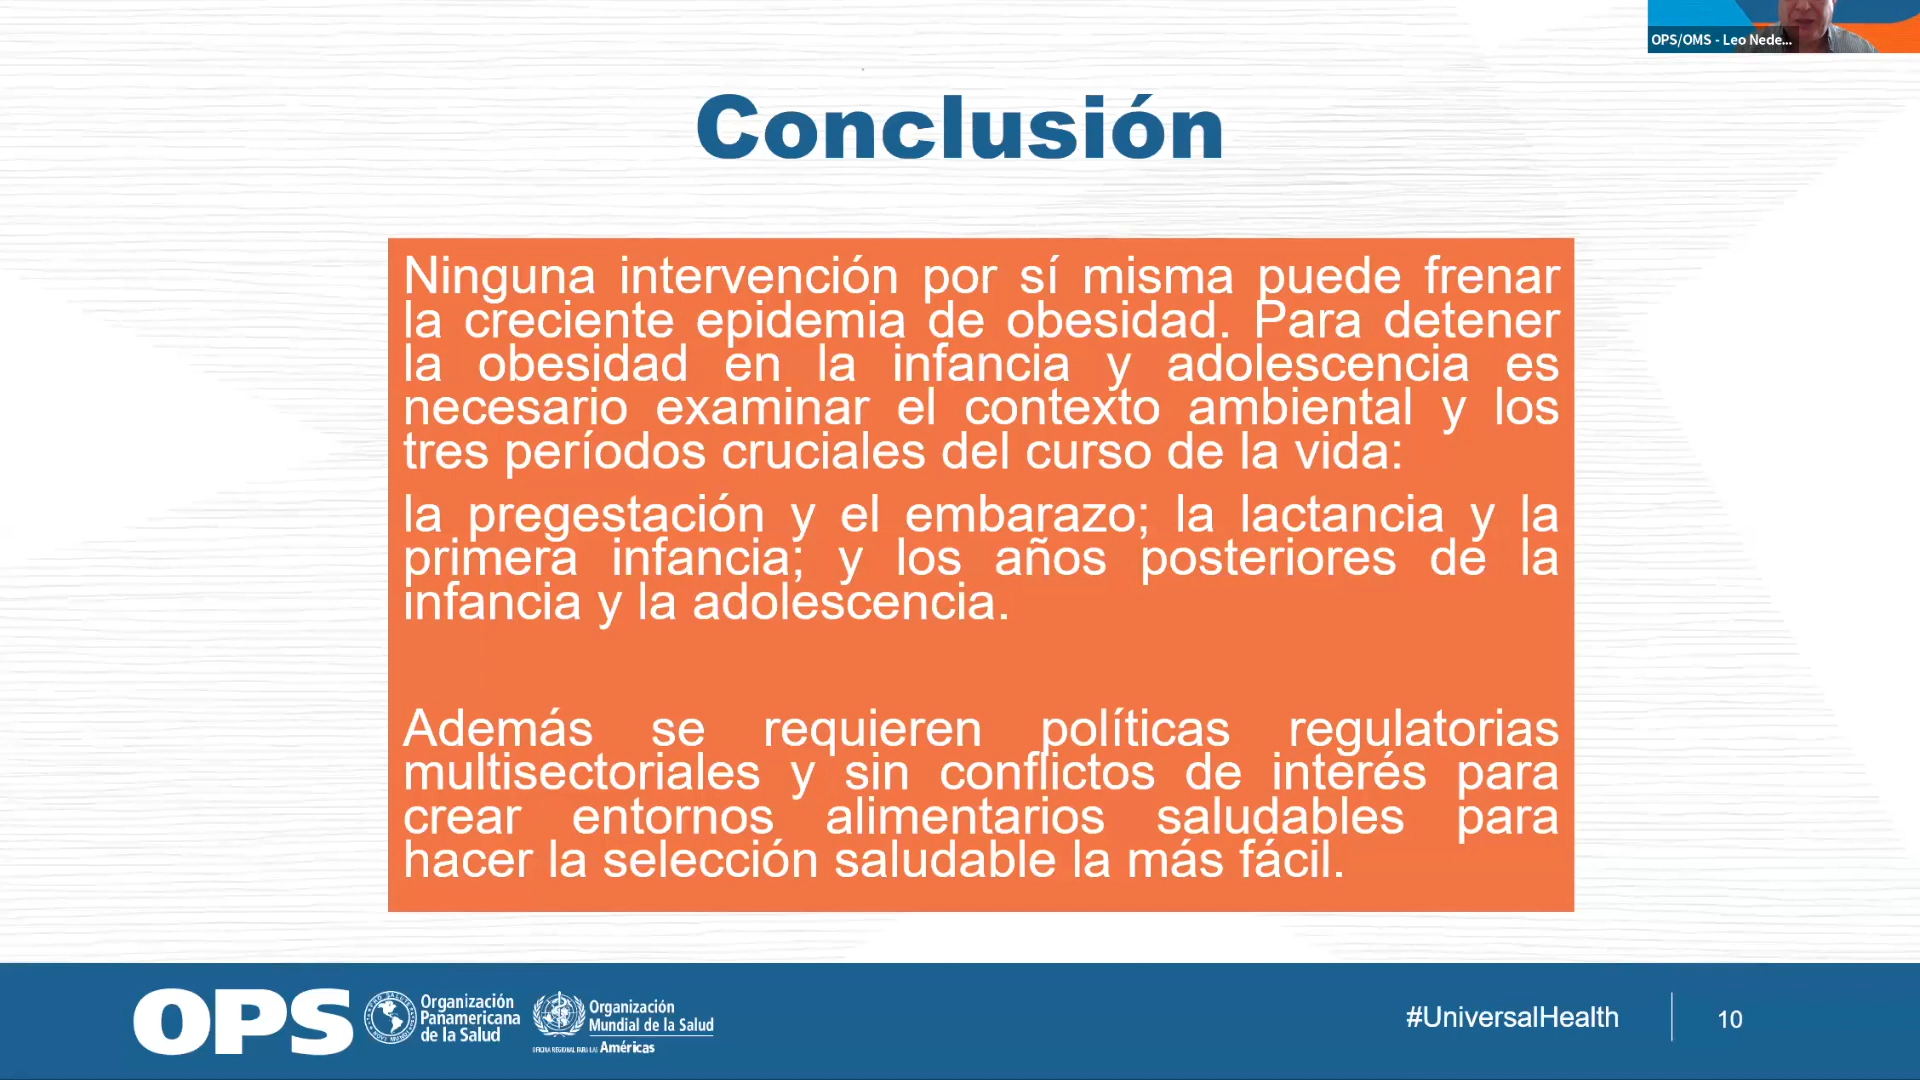 OPS/OMS - Leo Nede...
Conclusión
Ninguna intervención por sí misma puede frenar
la creciente epidemia de obesidad. Para detener
la obesidad en la infancia y adolescencia es
necesario examinar el contexto ambiental y los
tres períodos cruciales del curso de la vida:
la pregestación y el embarazo; la lactancia y la
primera infancia; y los años posteriores de la
infancia y la adolescencia.
Además se requieren políticas regulatorias
multisectoriales y sin conflictos de interés para
crear entornos alimentarios saludables para
hacer la selección saludable la más fácil.
OPS
Organización
Panamericana
de la Salud
Organización
Mundial de la Salud
OFICINA REGIONAL PARA LAS Américas
#UniversalHealth
10